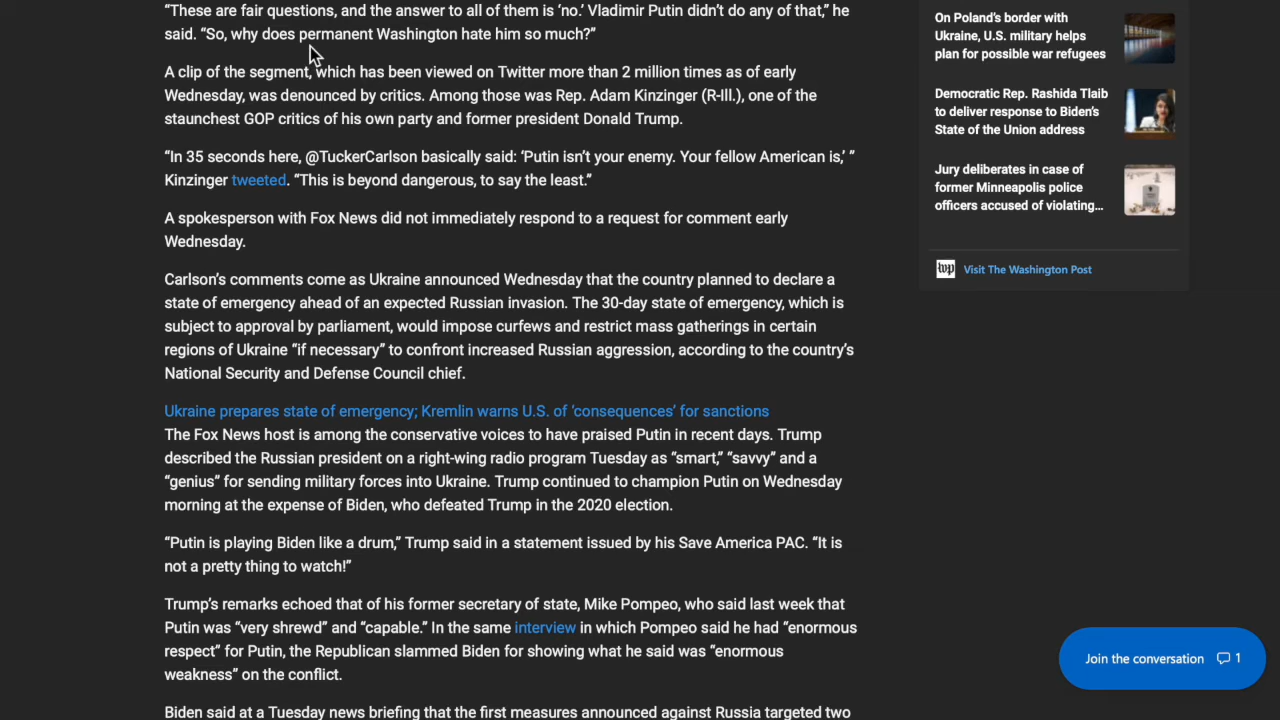 “These are fair questions, and the answer to all of them is ‘no.’ Vladimir Putin didn’t do any of that,” he
said. “So, why does permanent Washington hate him so much?”
A clip of the segment, which has been viewed on Twitter more than 2 million times as of early
Wednesday, was denounced by critics. Among those was Rep. Adam Kinzinger (R-Ill.), one of the
staunchest GOP critics of his own party and former president Donald Trump.
“In 35 seconds here, @TuckerCarlson basically said: ‘Putin isn’t your enemy. Your fellow American is,’ ”
Kinzinger tweeted. “This is beyond dangerous, to say the least.”
A spokesperson with Fox News did not immediately respond to a request for comment early
Wednesday.
Carlson’s comments come as Ukraine announced Wednesday that the country planned to declare a
state of emergency ahead of an expected Russian invasion. The 30-day state of emergency, which is
subject to approval by parliament, would impose curfews and restrict mass gatherings in certain
regions of Ukraine “if necessary” to confront increased Russian aggression, according to the country’s
National Security and Defense Council chief.
Ukraine prepares state of emergency; Kremlin warns U.S. of ‘consequences’ for sanctions
The Fox News host is among the conservative voices to have praised Putin in recent days. Trump
described the Russian president on a right-wing radio program Tuesday as “smart,” “savvy” and a
“genius” for sending military forces into Ukraine. Trump continued to champion Putin on Wednesday
morning at the expense of Biden, who defeated Trump in the 2020 election.
“Putin is playing Biden like a drum,” Trump said in a statement issued by his Save America PAC. “It is
not a pretty thing to watch!”
Trump’s remarks echoed that of his former secretary of state, Mike Pompeo, who said last week that
Putin was “very shrewd” and “capable.” In the same interview in which Pompeo said he had “enormous
respect” for Putin, the Republican slammed Biden for showing what he said was “enormous
weakness” on the conflict.
Biden said at a Tuesday news briefing that the first measures announced against Russia targeted two
On Poland’s border with
Ukraine, U.S. military helps
plan for possible war refugees
Democratic Rep. Rashida Tlaib
to deliver response to Biden’s
State of the Union address
Jury deliberates in case of
former Minneapolis police
officers accused of violating…
wp Visit The Washington Post
Join the conversation 1